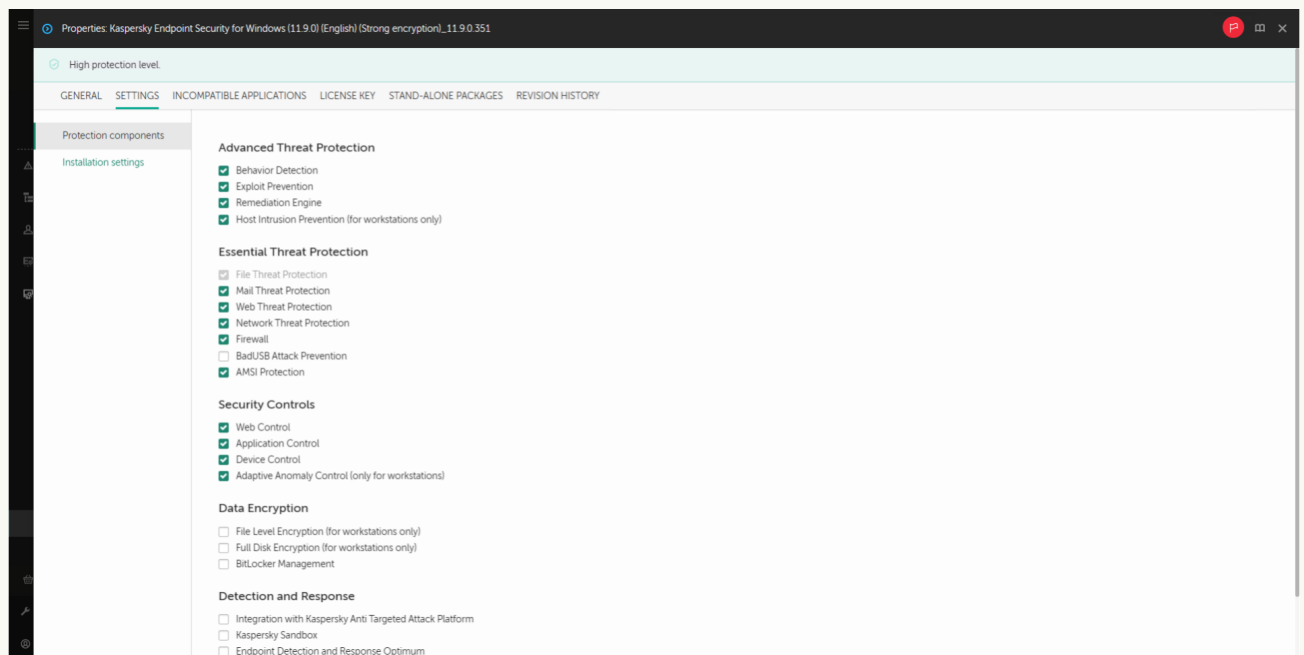 Properties: Kaspersky Endpoint Security for Windows (11.9.0) (English) (Strong encryption)_11.9.0.351
High protection level.
GENERAL SETTINGS INCOMPATIBLE APPLICATIONS LICENSE KEY STAND-ALONE PACKAGES REVISION HISTORY
Protection components
Installation settings
Advanced Threat Protection
Behavior Detection
Exploit Prevention
Remediation Engine
Host Intrusion Prevention (for workstations only)
Essential Threat Protection
File Threat Protection
Mail Threat Protection
Web Threat Protection
Network Threat Protection
Firewall
BadUSB Attack Prevention
AMSI Protection
Security Controls
Web Control
Application Control
Device Control
Adaptive Anomaly Control (only for workstations)
Data Encryption
File Level Encryption (for workstations only)
Full Disk Encryption (for workstations only)
BitLocker Management
Detection and Response
Integration with Kaspersky Anti Targeted Attack Platform
Kaspersky Sandbox
Endpoint Detection and Response Optimum